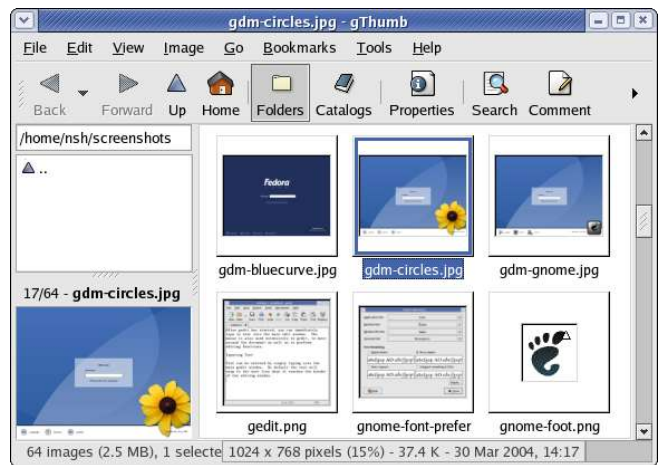 gdm-circles.jpg - gThumb
File Edit View Image Go Bookmarks Tools Help
Back Forward Up Home Folders Catalogs Properties Search Comment
/home/nsh/screenshots
..
17/64 - gdm-circles.jpg
Fedora
gdm-bluecurve.jpg gdm-circles.jpg gdm-gnome.jpg
gedit.png gnome-font-prefer gnome-foot.png
64 images (2.5 MB), 1 selecte 1024 x 768 pixels (15%) - 37.4 K - 30 Mar 2004, 14:17